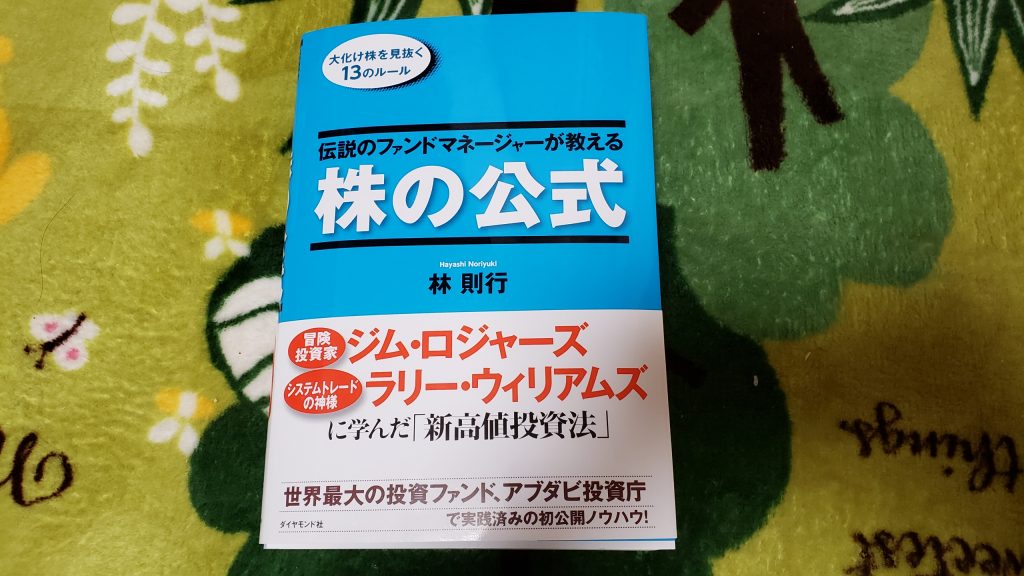 大化け株を見抜く
13のルール
伝説のファンドマネージャーが教える
株の公式
Hayashi Noriyuki
林 則行
冒険
投資家
ジム・ロジャーズ
システムトレード
の神様
ラリー・ウィリアムズ
に学んだ「新高値投資法」
世界最大の投資ファンド、アブダビ投資庁
で実践済みの初公開ノウハウ!
ダイヤモンド社
things.